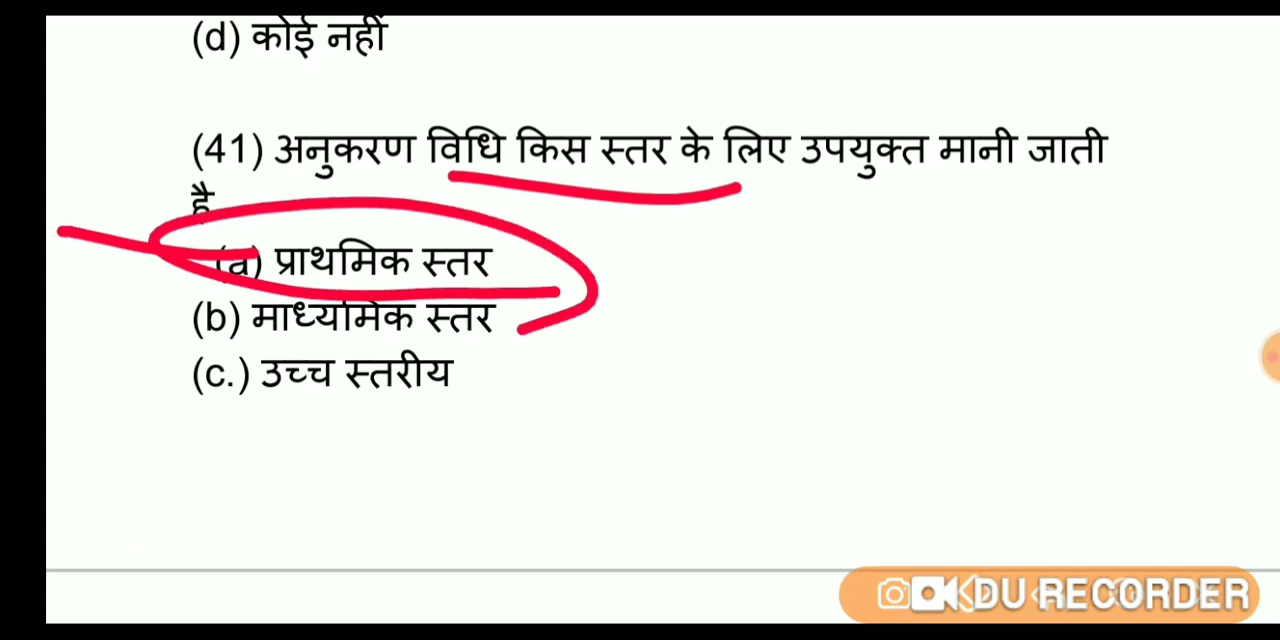 (d) कोई नहीं
(41) अनुकरण विधि किस स्तर के लिए उपयुक्त मानी जाती
है
(a) प्राथमिक स्तर
(b) माध्यमिक स्तर
(c.) उच्च स्तरीय
DU RECORDER